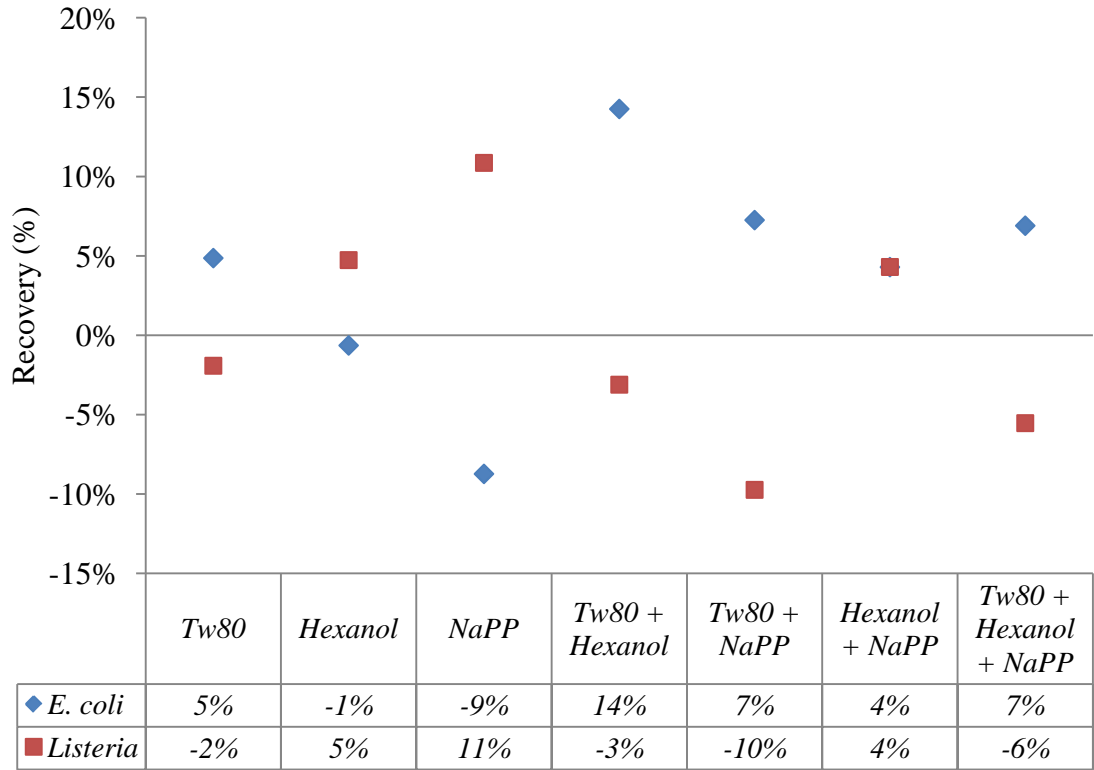 20%
15%
10%
5%
0%
-5%
-10%
-15%
Recovery (%)
Tw80 Hexanol NaPP Tw80 + Hexanol Tw80 + NaPP Hexanol + NaPP Tw80 + Hexanol + NaPP
E. coli 5% -1% -9% 14% 7% 4% 7%
Listeria -2% 5% 11% -3% -10% 4% -6%